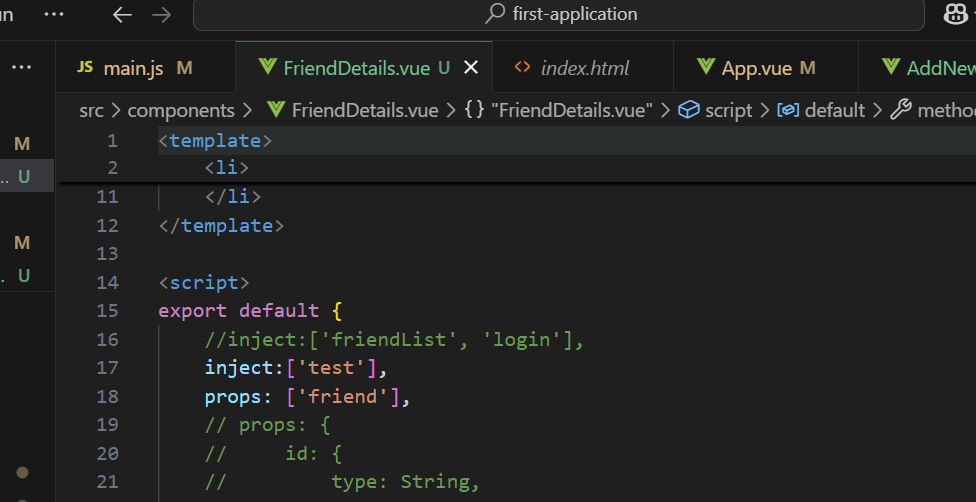 un ··· ← → first-application
··· JS main.js M FriendDetails.vue U × <> index.html App.vue M AddNew
src > components > FriendDetails.vue > {} "FriendDetails.vue" > script > default > metho
M
.. U
M
. U
1 <template>
2 <li>
11 </li>
12 </template>
13
14 <script>
15 export default {
16 //inject:['friendList', 'login'],
17 inject:['test'],
18 props: ['friend'],
19 // props: {
20 // id: {
21 // type: String,